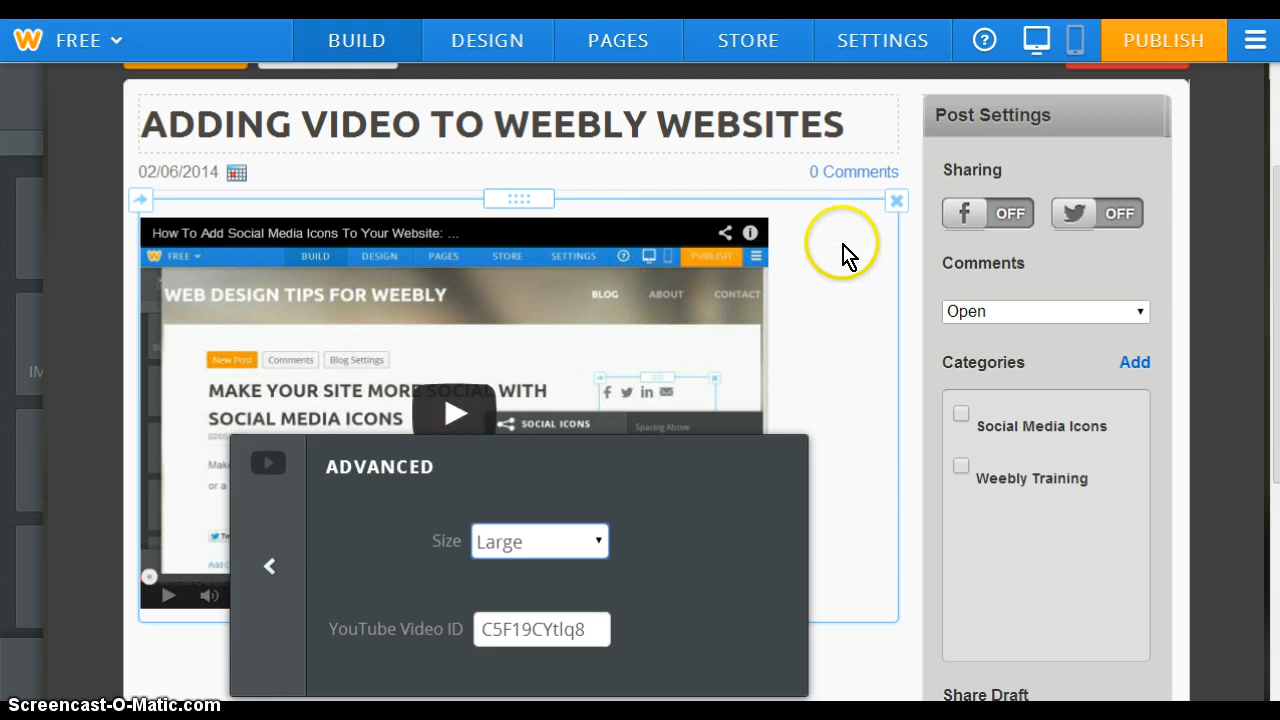 FREE BUILD DESIGN PAGES STORE SETTINGS PUBLISH
ADDING VIDEO TO WEEBLY WEBSITES
02/06/2014
0 Comments
How To Add Social Media Icons To Your Website: ...
FREE BUILD DESIGN PAGES STORE SETTINGS PUBLISH
WEB DESIGN TIPS FOR WEEBLY
BLOG ABOUT CONTACT
New Post Comments Blog Settings
MAKE YOUR SITE MORE SOCIAL WITH
SOCIAL MEDIA ICONS
SOCIAL ICONS
Spacing Above
or a
ADVANCED
Size Large
YouTube Video ID C5F19CYtlq8
Post Settings
Sharing
OFF OFF
Comments
Open
Categories Add
Social Media Icons
Weebly Training
Share Draft
Screencast-O-Matic.com